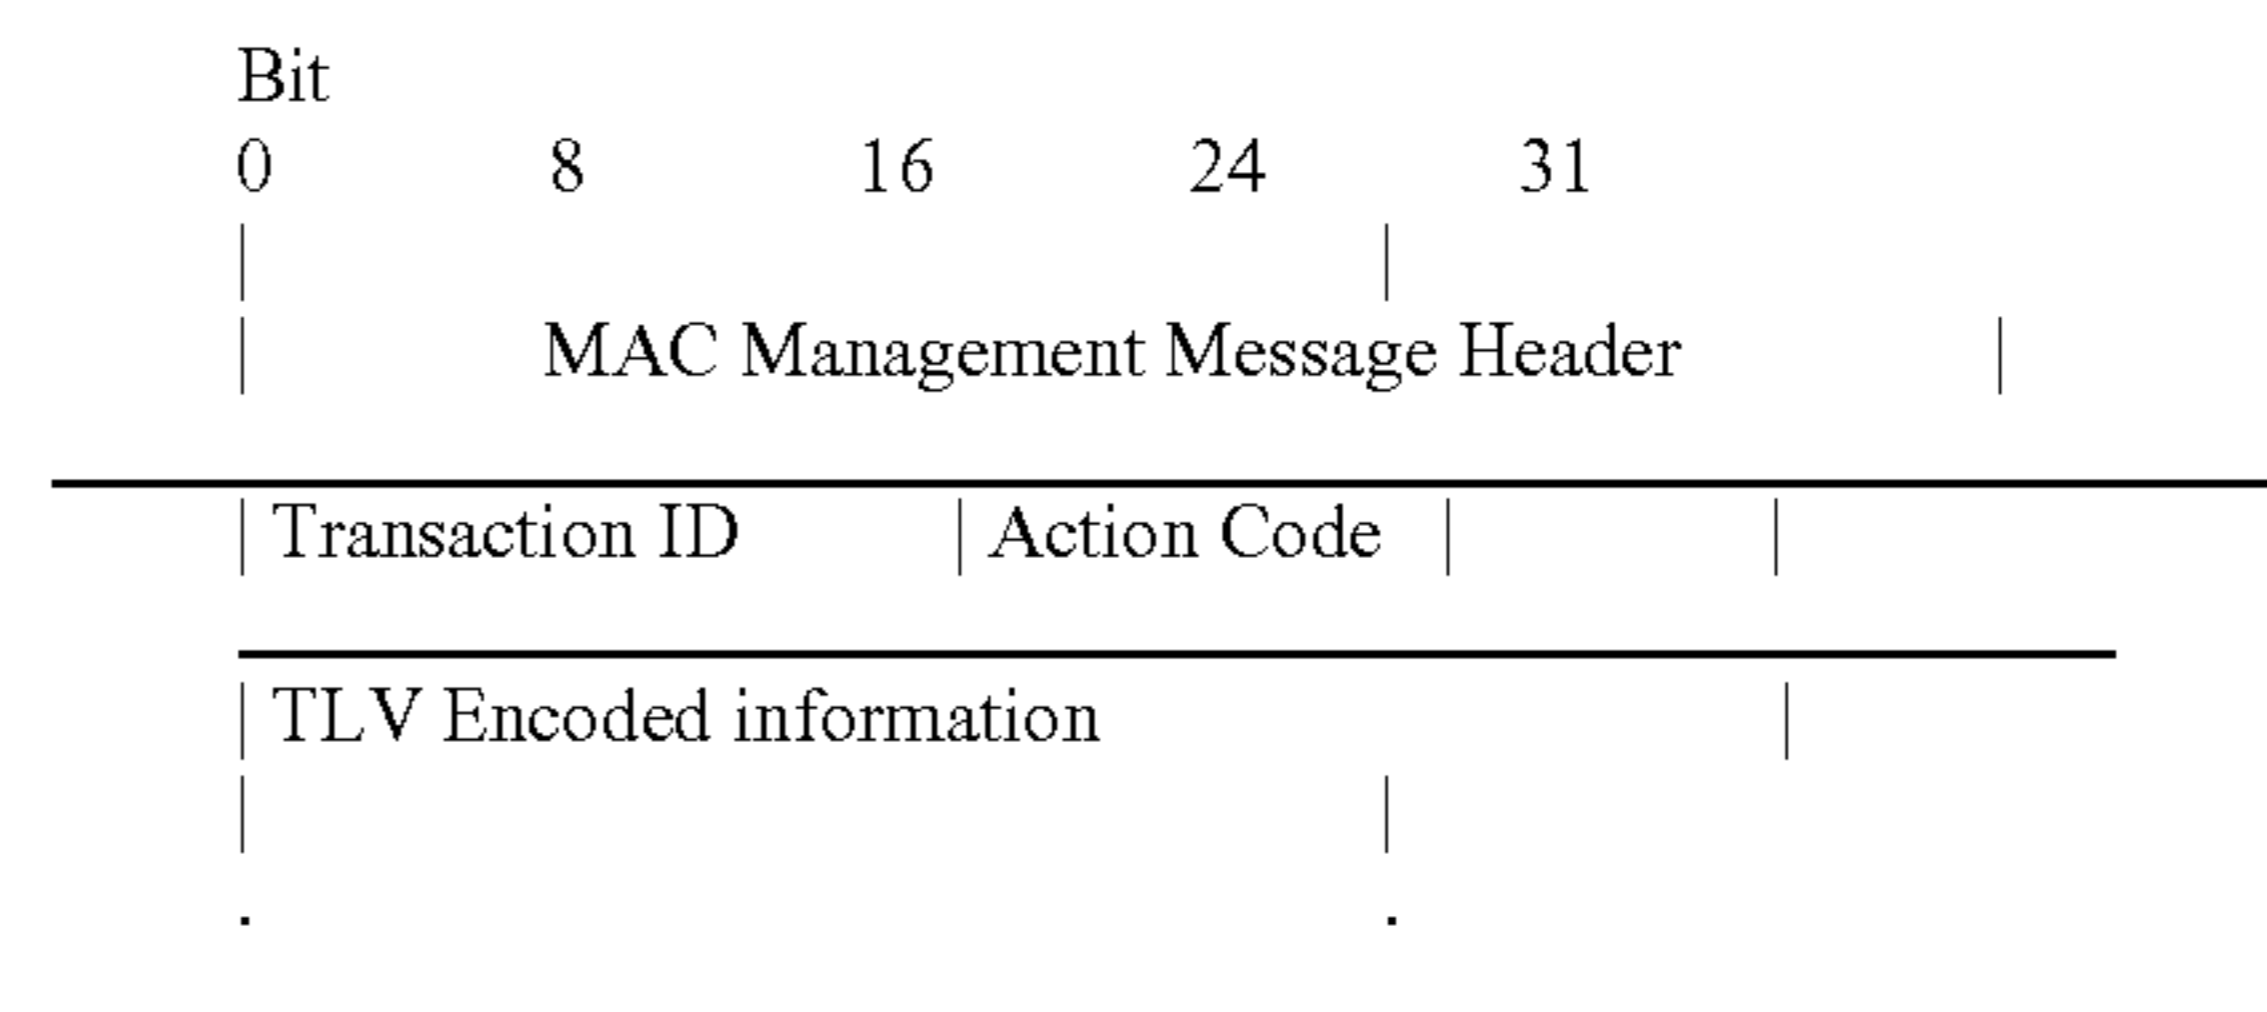 Bit
0 8 16 24 31
| |
| MAC Management Message Header |
| Transaction ID | Action Code | |
| TLV Encoded information |
| |
. .